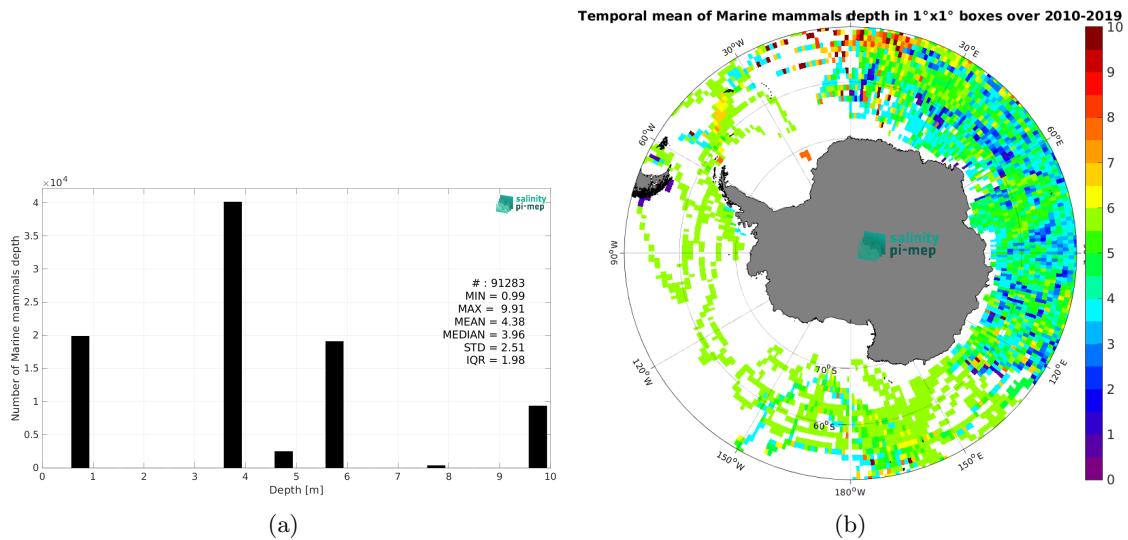 ×10⁴
4
3.5
3
2.5
2
1.5
1
0.5
0
Number of Marine mammals depth
salinity
pi-mep
# : 91283
MIN = 0.99
MAX = 9.91
MEAN = 4.38
MEDIAN = 3.96
STD = 2.51
IQR = 1.98
0 1 2 3 4 5 6 7 8 9 10
Depth [m]
(a)
Temporal mean of Marine mammals depth in 1°x1° boxes over 2010-2019
30°W
30°E
60°W
60°E
90°W
120°W
120°E
150°W
150°E
180°W
70°S
60°S
salinity
pi-mep
10
9
8
7
6
5
4
3
2
1
0
(b)